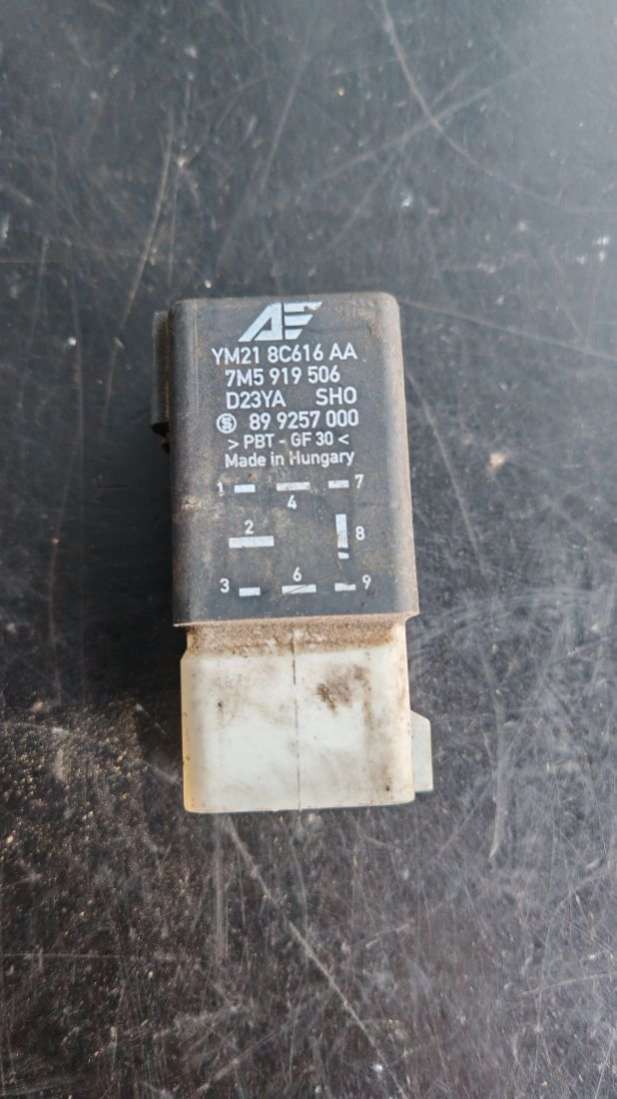 AE
YM21 8C616 AA
7M5 919 506
D23YA SHO
S 89 9257 000
> PBT - GF 30 <
Made in Hungary
1 4 7
2 8
3 6 9